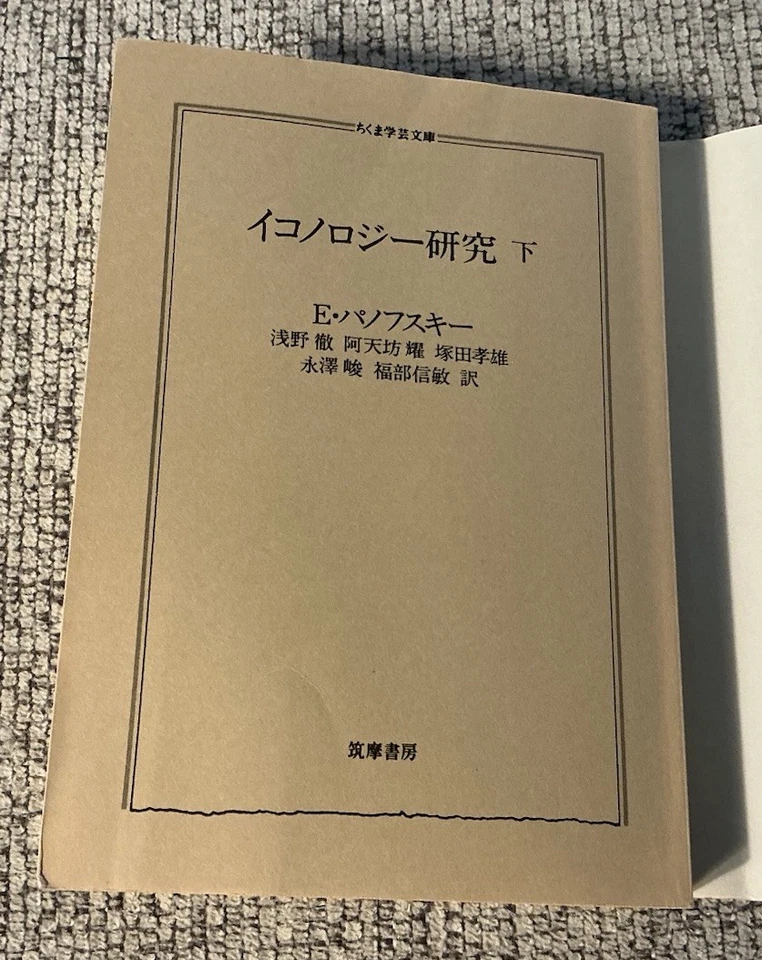 ちくま学芸文庫
イコノロジー研究 下
E・パノフスキー
浅野徹 阿天坊耀 塚田孝雄
永澤峻 福部信敏 訳
筑摩書房